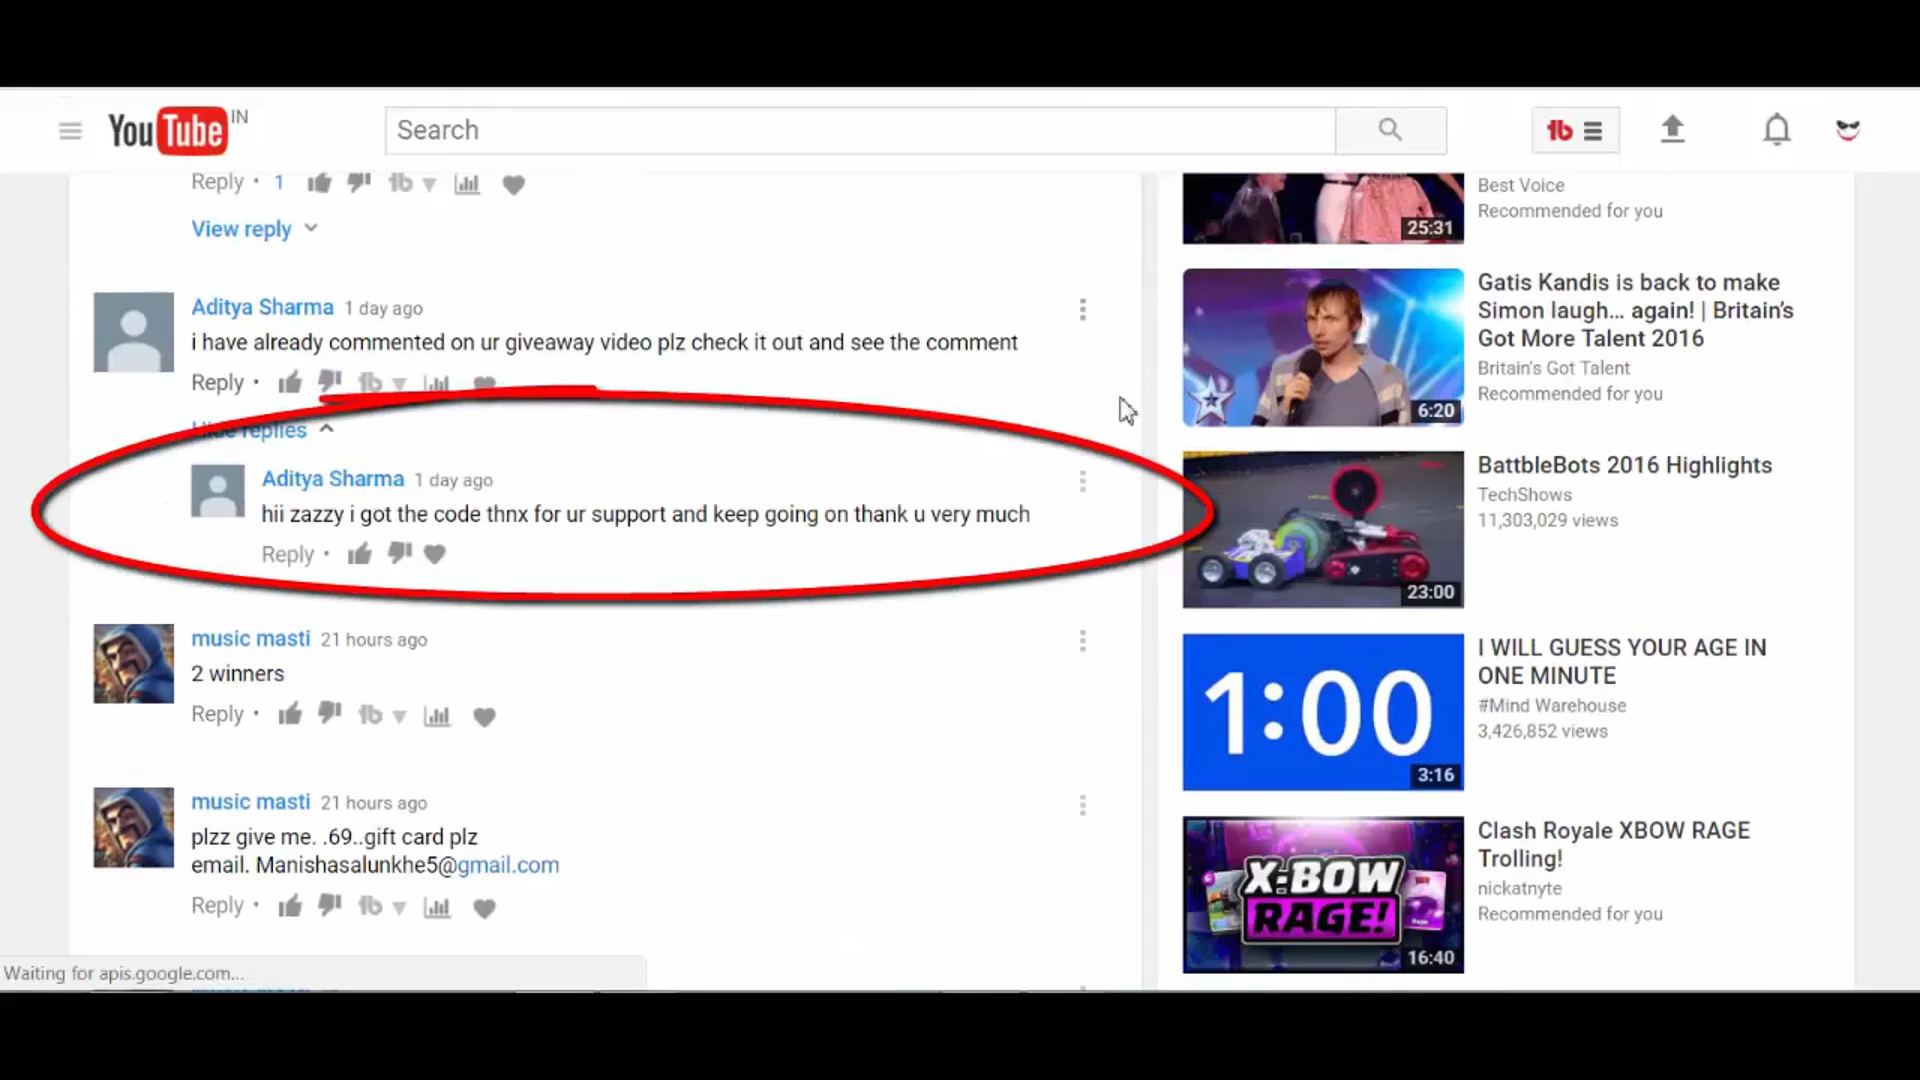 YouTube IN
Search
Reply • 1
View reply
Aditya Sharma 1 day ago
i have already commented on ur giveaway video plz check it out and see the comment
Reply •
Hide replies
Aditya Sharma 1 day ago
hii zazzy i got the code thnx for ur support and keep going on thank u very much
Reply •
music masti 21 hours ago
2 winners
Reply •
music masti 21 hours ago
plzz give me. .69..gift card plz
email. Manishasalunkhe5@gmail.com
Reply •
Waiting for apis.google.com...
Best Voice
Recommended for you
25:31
Gatis Kandis is back to make
Simon laugh... again! | Britain's
Got More Talent 2016
Britain's Got Talent
Recommended for you
6:20
BattbleBots 2016 Highlights
TechShows
11,303,029 views
23:00
I WILL GUESS YOUR AGE IN
ONE MINUTE
#Mind Warehouse
3,426,852 views
1:00
3:16
Clash Royale XBOW RAGE
Trolling!
nickatnyte
Recommended for you
X-BOW
RAGE!
16:40